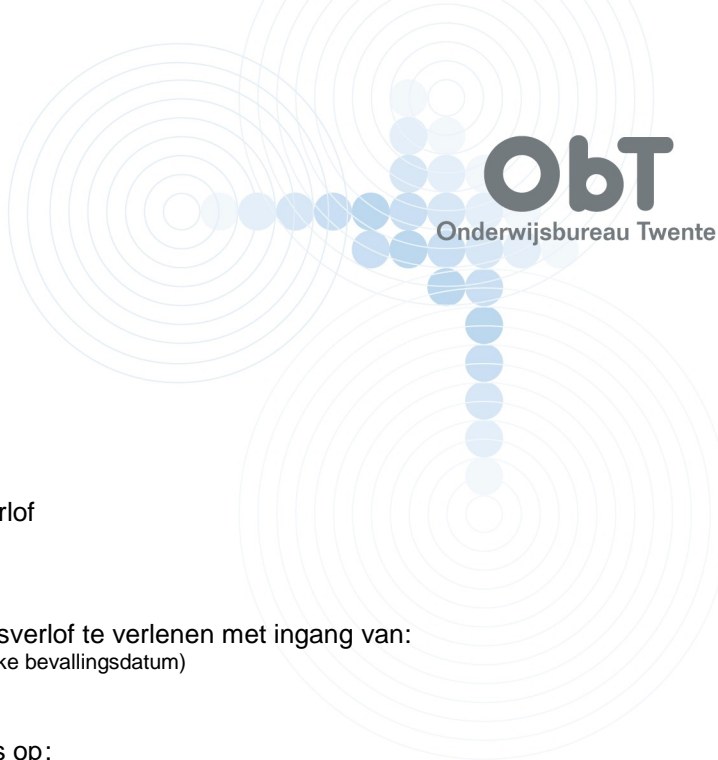 ObT
Onderwijsbureau Twente
rlof
sverlof te verlenen met ingang van:
ke bevallingsdatum)
s op: